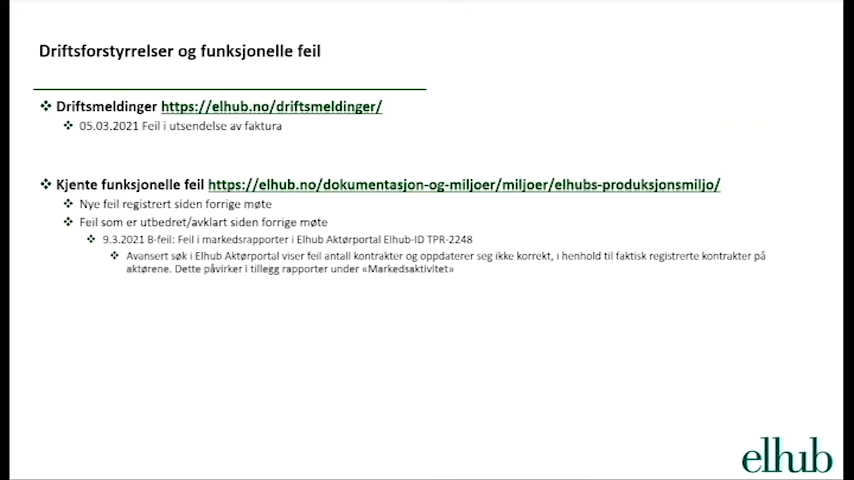 Driftsforstyrrelser og funksjonelle feil
❖ Driftsmeldinger https://elhub.no/driftsmeldinger/
❖ 05.03.2021 Feil i utsendelse av faktura
❖ Kjente funksjonelle feil https://elhub.no/dokumentasjon-og-miljoer/miljoer/elhubs-produksjonsmiljo/
❖ Nye feil registrert siden forrige møte
❖ Feil som er utbedret/avklart siden forrige møte
❖ 9.3.2021 B-feil: Feil i markedsrapporter i Elhub Aktørportal Elhub-ID TPR-2248
❖ Avansert søk i Elhub Aktørportal viser feil antall kontrakter og oppdaterer seg ikke korrekt, i henhold til faktisk registrerte kontrakter på
aktørene. Dette påvirker i tillegg rapporter under «Markedsaktivitet»
elhub